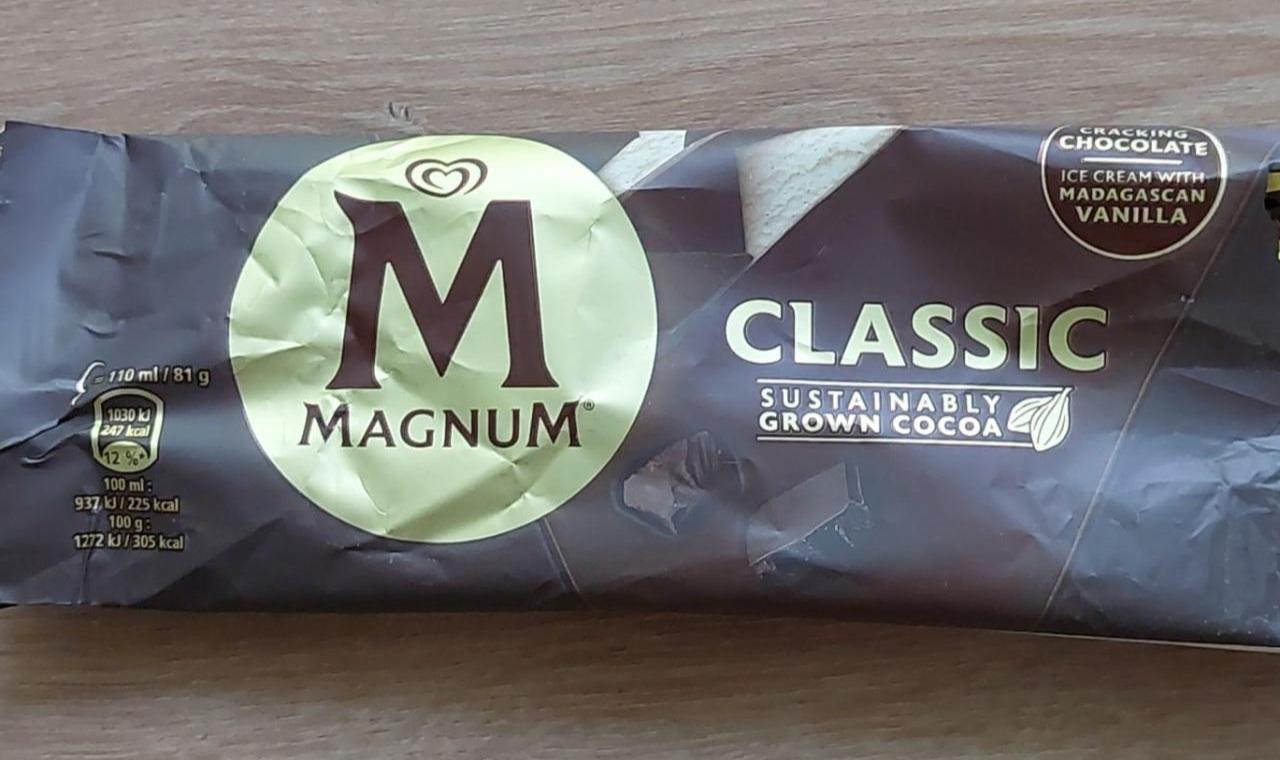 M
MAGNUM®
110 ml / 81 g
1030 kJ
247 kcal
12 %*
100 ml :
937 kJ / 225 kcal
100 g :
1272 kJ / 305 kcal
CRACKING
CHOCOLATE
ICE CREAM WITH
MADAGASCAN
VANILLA
CLASSIC
SUSTAINABLY
GROWN COCOA